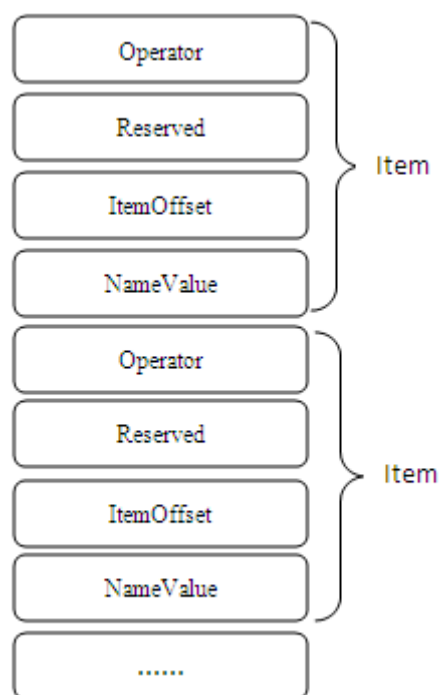 Operator
Reserved
Item
ItemOffset
NameValue
Operator
Reserved
Item
ItemOffset
NameValue
......